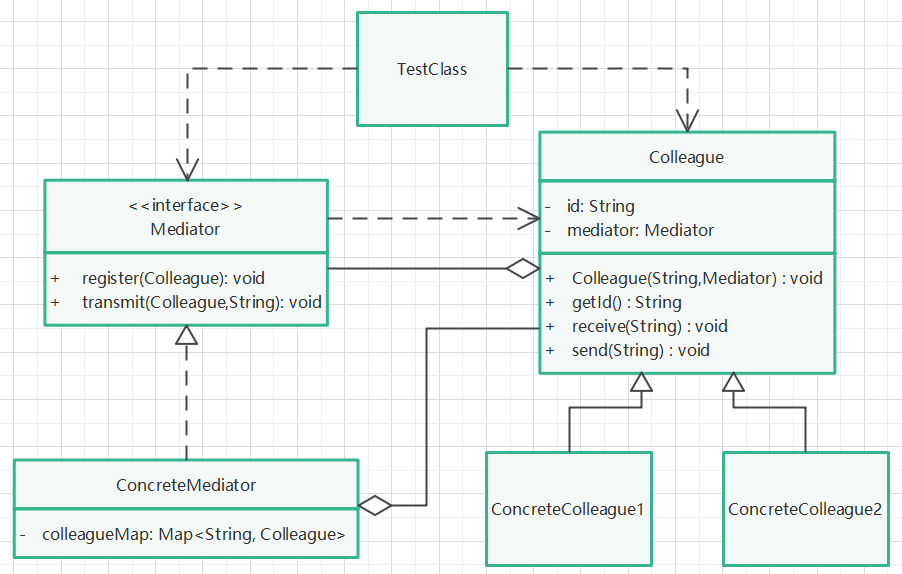 TestClass
Colleague
- id: String
- mediator: Mediator
+ Colleague(String,Mediator) : void
+ getId() : String
+ receive(String) : void
+ send(String) : void
<<interface>>
Mediator
+ register(Colleague): void
+ transmit(Colleague,String): void
ConcreteMediator
- colleagueMap: Map<String, Colleague>
ConcreteColleague1
ConcreteColleague2